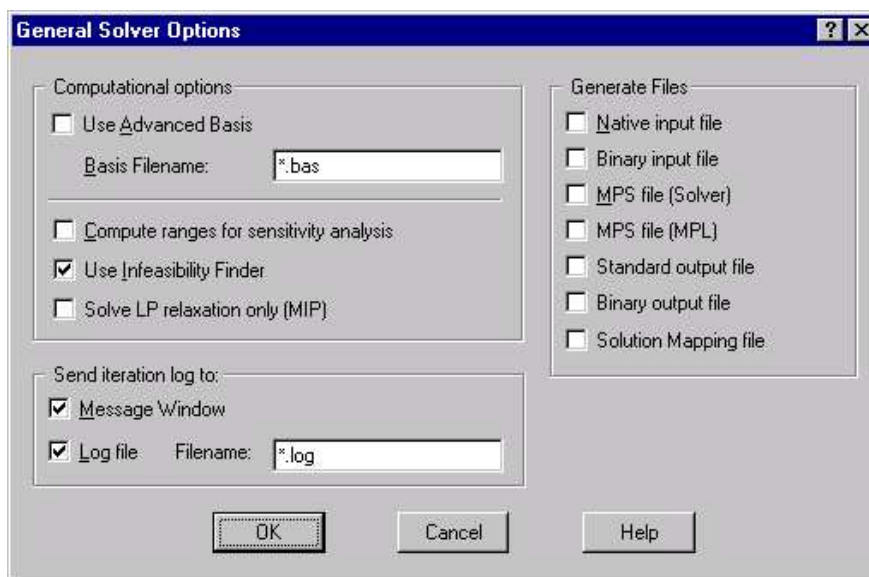 General Solver Options
Computational options
Use Advanced Basis
Basis Filename: *.bas
Compute ranges for sensitivity analysis
Use Infeasibility Finder
Solve LP relaxation only (MIP)
Send iteration log to:
Message Window
Log file Filename: *.log
Generate Files
Native input file
Binary input file
MPS file (Solver)
MPS file (MPL)
Standard output file
Binary output file
Solution Mapping file
OK Cancel Help